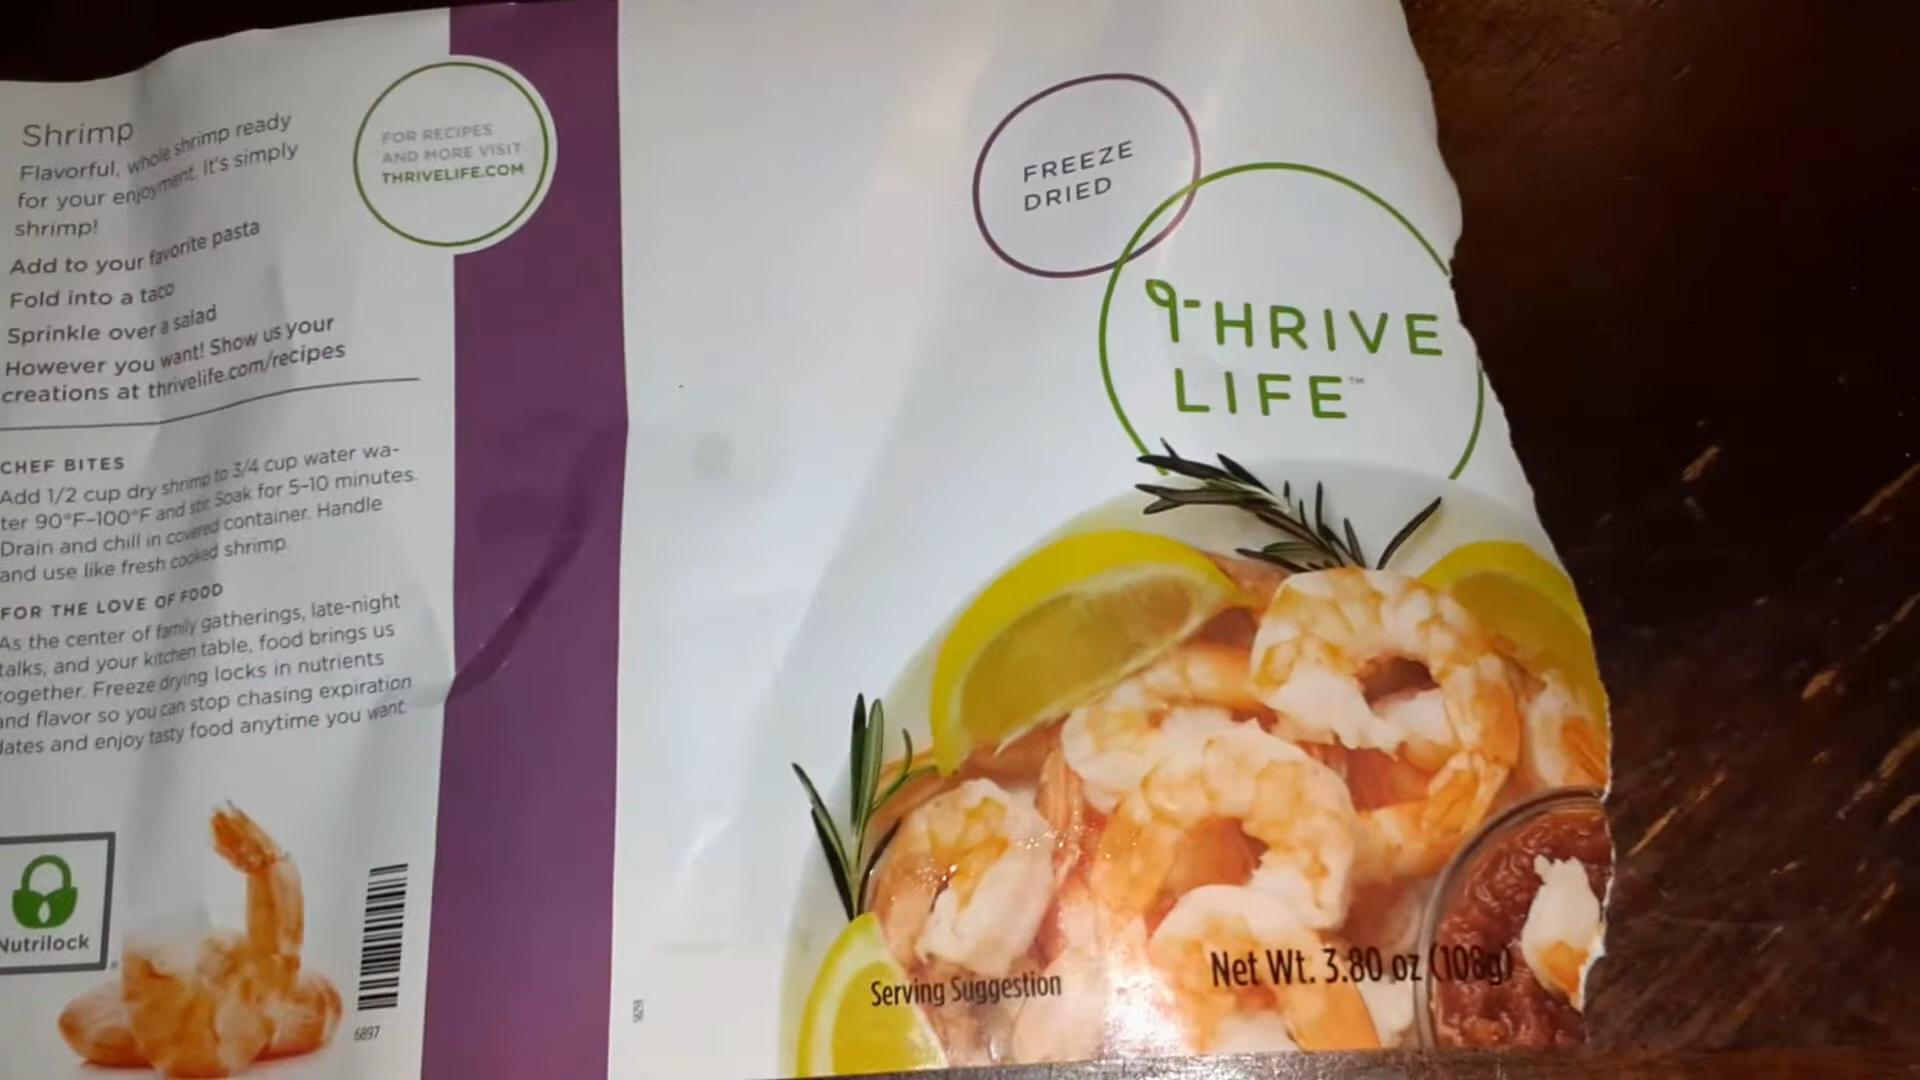 Shrimp
Flavorful, whole shrimp ready
for your enjoyment. It's simply
shrimp!
Add to your favorite pasta
Fold into a taco
Sprinkle over a salad
However you want! Show us your
creations at thrivelife.com/recipes
CHEF BITES
Add 1/2 cup dry shrimp to 3/4 cup water wa-
ter 90°F-100°F and stir. Soak for 5-10 minutes.
Drain and chill in covered container. Handle
and use like fresh cooked shrimp.
FOR THE LOVE OF FOOD
As the center of family gatherings, late-night
talks, and your kitchen table, food brings us
together. Freeze drying locks in nutrients
and flavor so you can stop chasing expiration
dates and enjoy tasty food anytime you want.
Nutrilock
6897
FOR RECIPES
AND MORE VISIT
THRIVELIFE.COM
FREEZE
DRIED
THRIVE
LIFE™
Serving Suggestion
Net Wt. 3.80 oz (108g)